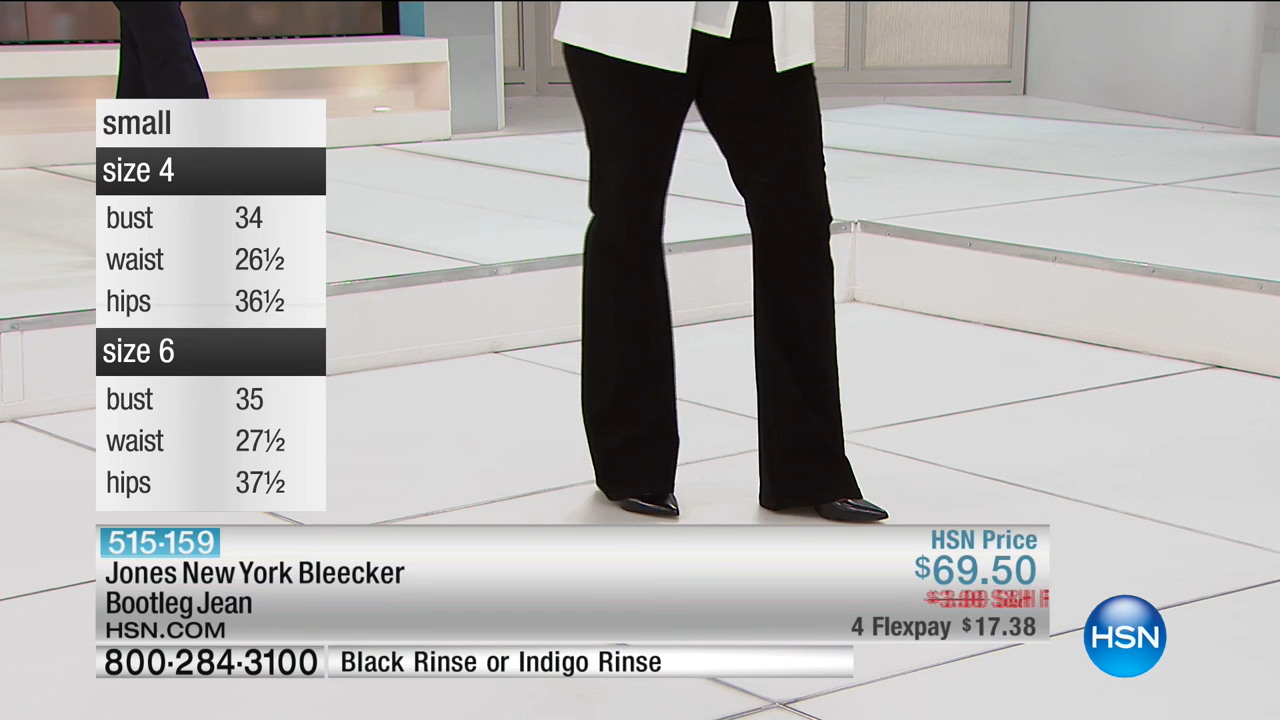 small
size 4
bust 34
waist 26½
hips 36½
size 6
bust 35
waist 27½
hips 37½
515-159
Jones New York Bleecker
Bootleg Jean
HSN.COM
HSN Price
$69.50
4 Flexpay $17.38
800·284·3100
Black Rinse or Indigo Rinse
HSN